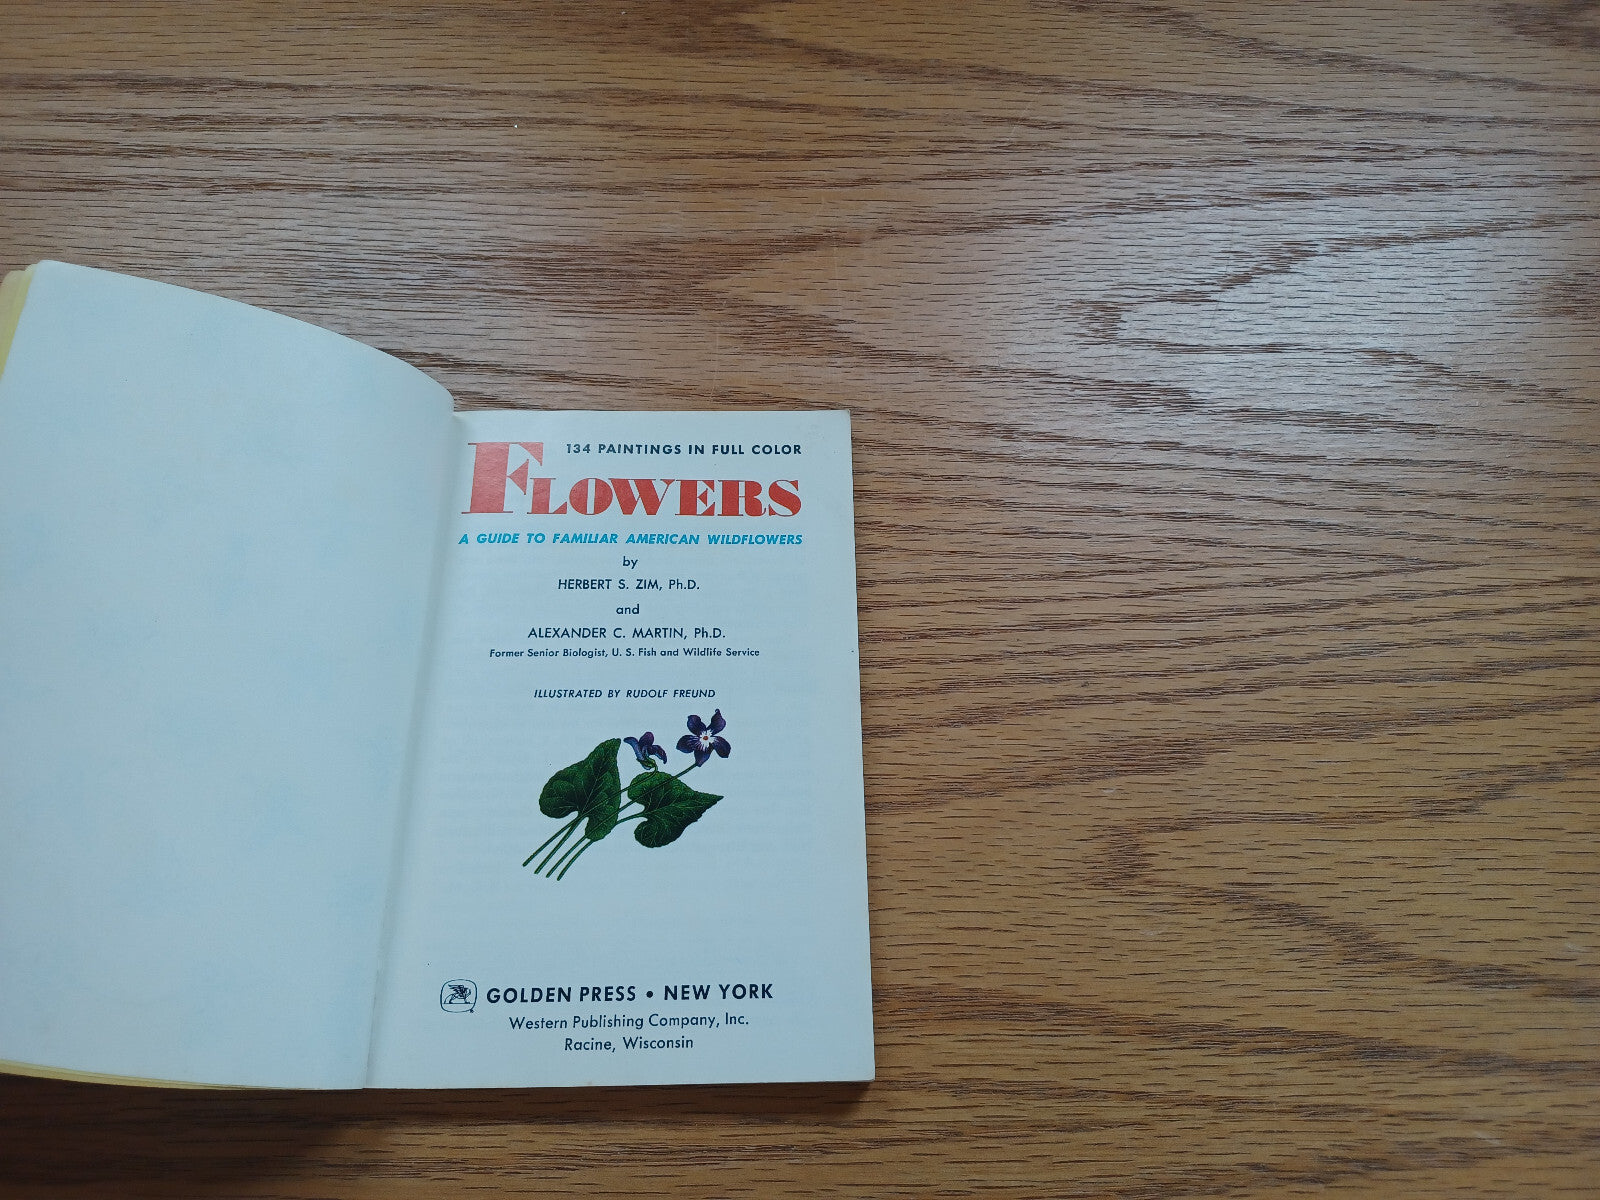 134 PAINTINGS IN FULL COLOR
FLOWERS
A GUIDE TO FAMILIAR AMERICAN WILDFLOWERS
by
HERBERT S. ZIM, Ph.D.
and
ALEXANDER C. MARTIN, Ph.D.
Former Senior Biologist, U. S. Fish and Wildlife Service
ILLUSTRATED BY RUDOLF FREUND
GOLDEN PRESS • NEW YORK
Western Publishing Company, Inc.
Racine, Wisconsin